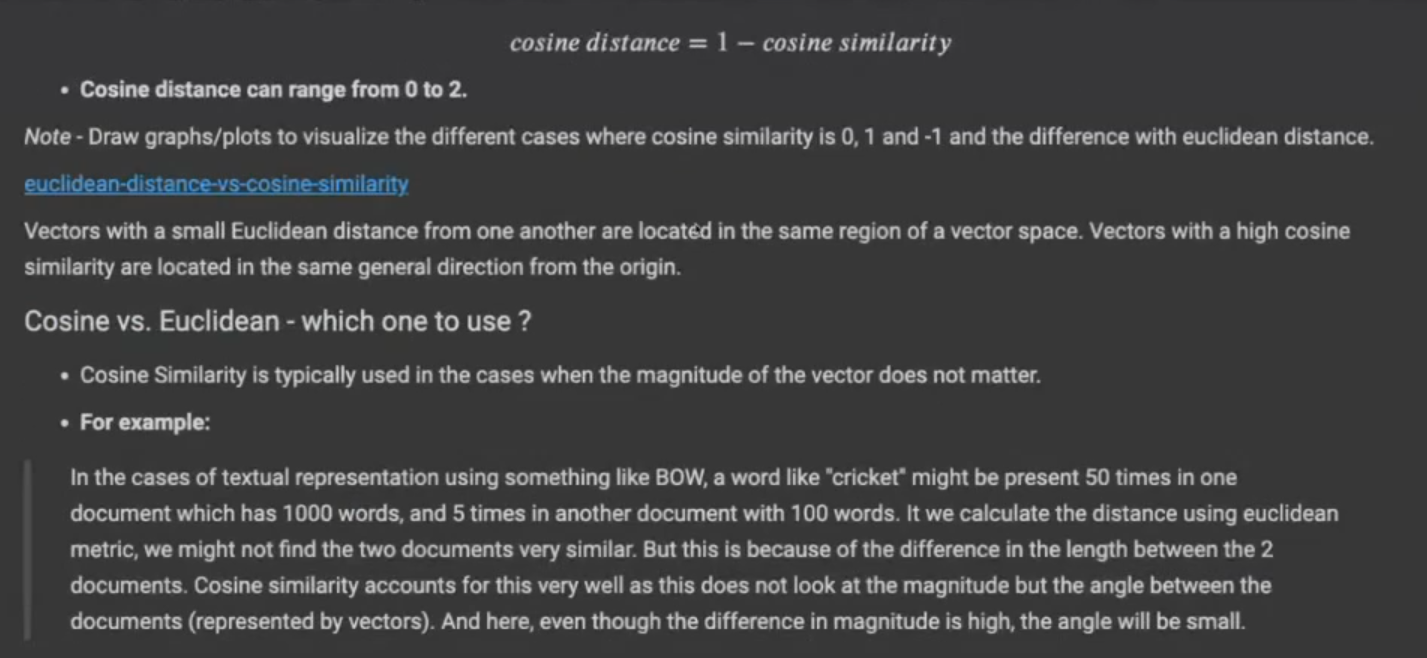 cosine distance = 1 − cosine similarity
• Cosine distance can range from 0 to 2.
Note - Draw graphs/plots to visualize the different cases where cosine similarity is 0, 1 and -1 and the difference with euclidean distance.
euclidean-distance-vs-cosine-similarity
Vectors with a small Euclidean distance from one another are located in the same region of a vector space. Vectors with a high cosine
similarity are located in the same general direction from the origin.
Cosine vs. Euclidean - which one to use ?
• Cosine Similarity is typically used in the cases when the magnitude of the vector does not matter.
• For example:
In the cases of textual representation using something like BOW, a word like "cricket" might be present 50 times in one
document which has 1000 words, and 5 times in another document with 100 words. It we calculate the distance using euclidean
metric, we might not find the two documents very similar. But this is because of the difference in the length between the 2
documents. Cosine similarity accounts for this very well as this does not look at the magnitude but the angle between the
documents (represented by vectors). And here, even though the difference in magnitude is high, the angle will be small.